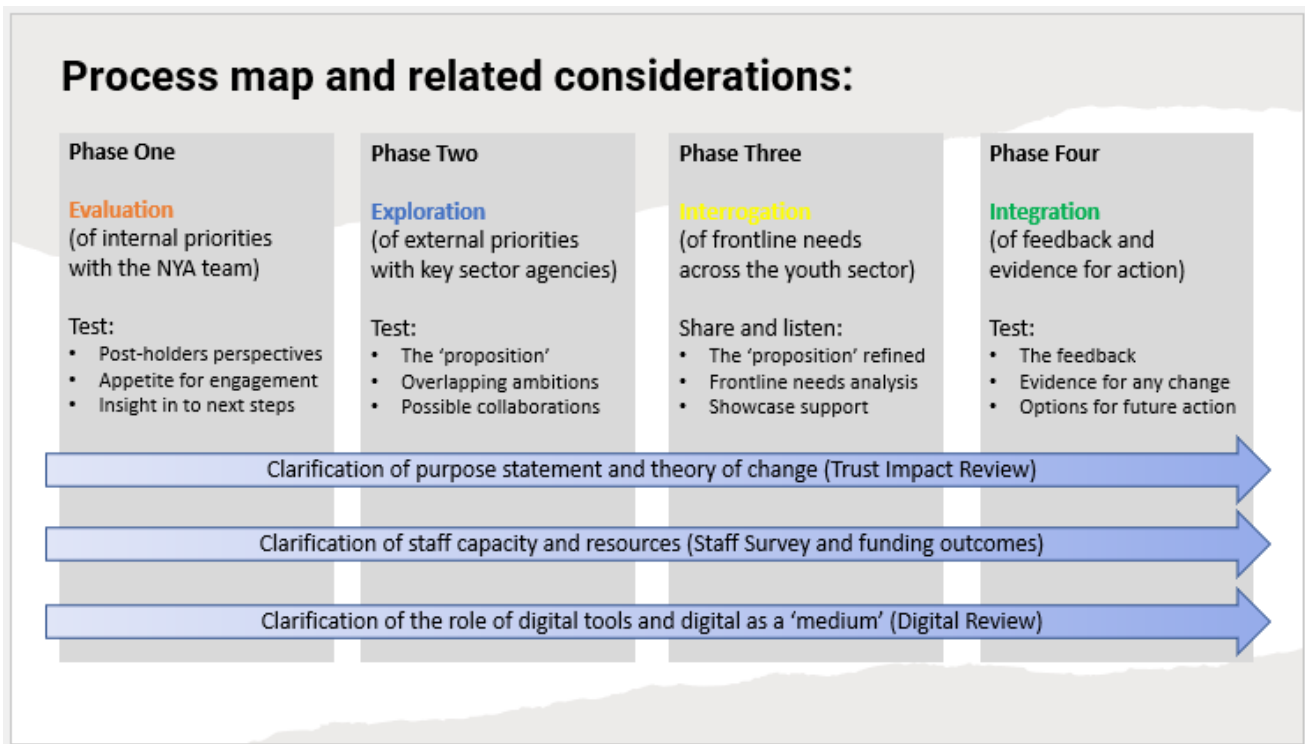 Process map and related considerations:
Phase One
Evaluation
(of internal priorities
with the NYA team)
Test:
• Post-holders perspectives
• Appetite for engagement
• Insight in to next steps
Phase Two
Exploration
(of external priorities
with key sector agencies)
Test:
• The ‘proposition’
• Overlapping ambitions
• Possible collaborations
Phase Three
Interrogation
(of frontline needs
across the youth sector)
Share and listen:
• The ‘proposition’ refined
• Frontline needs analysis
• Showcase support
Phase Four
Integration
(of feedback and
evidence for action)
Test:
• The feedback
• Evidence for any change
• Options for future action
Clarification of purpose statement and theory of change (Trust Impact Review)
Clarification of staff capacity and resources (Staff Survey and funding outcomes)
Clarification of the role of digital tools and digital as a ‘medium’ (Digital Review)